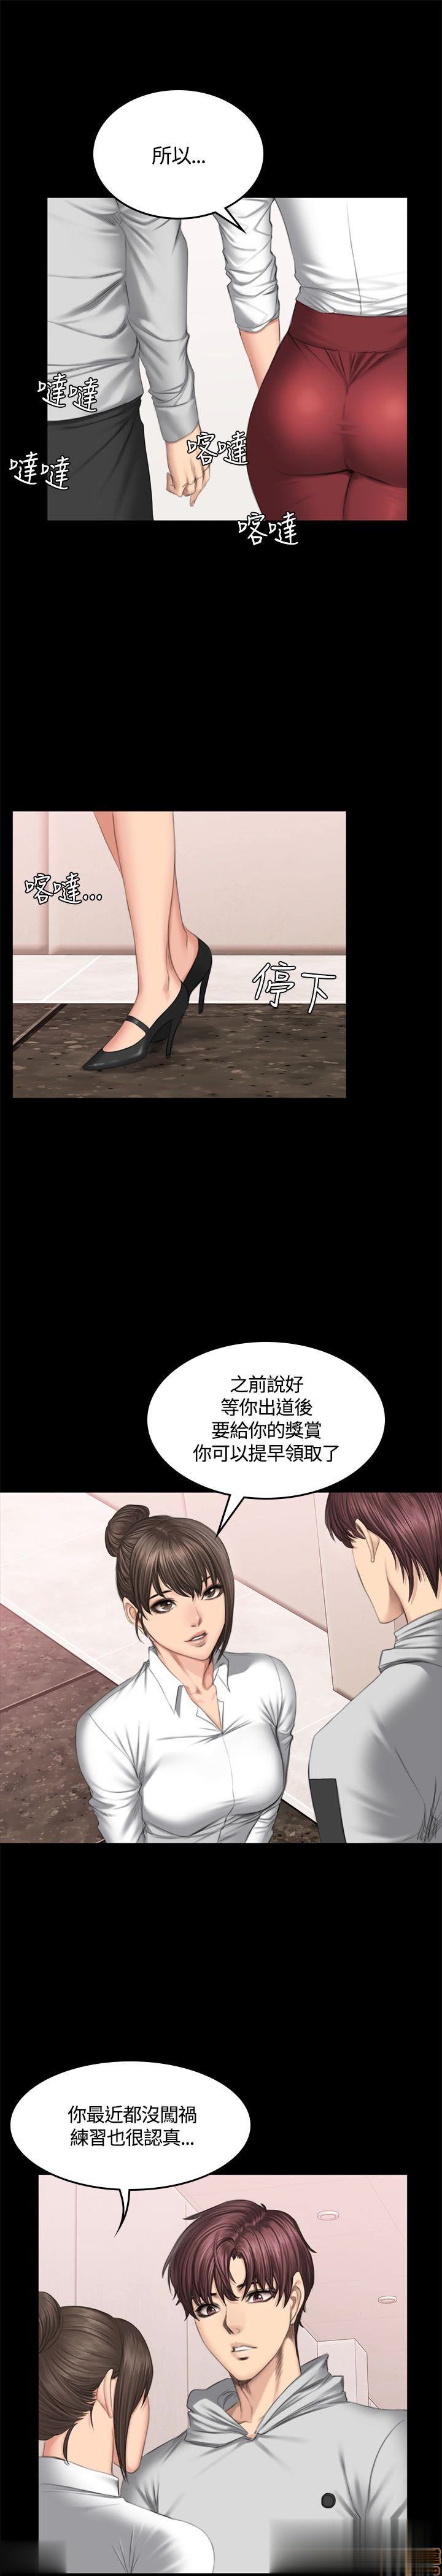 所以...
噠噠
噠噠
喀噠
喀噠
喀噠...
停下
之前說好
等你出道後
要給你的獎賞
你可以提早領取了
你最近都沒闖禍
練習也很認真...